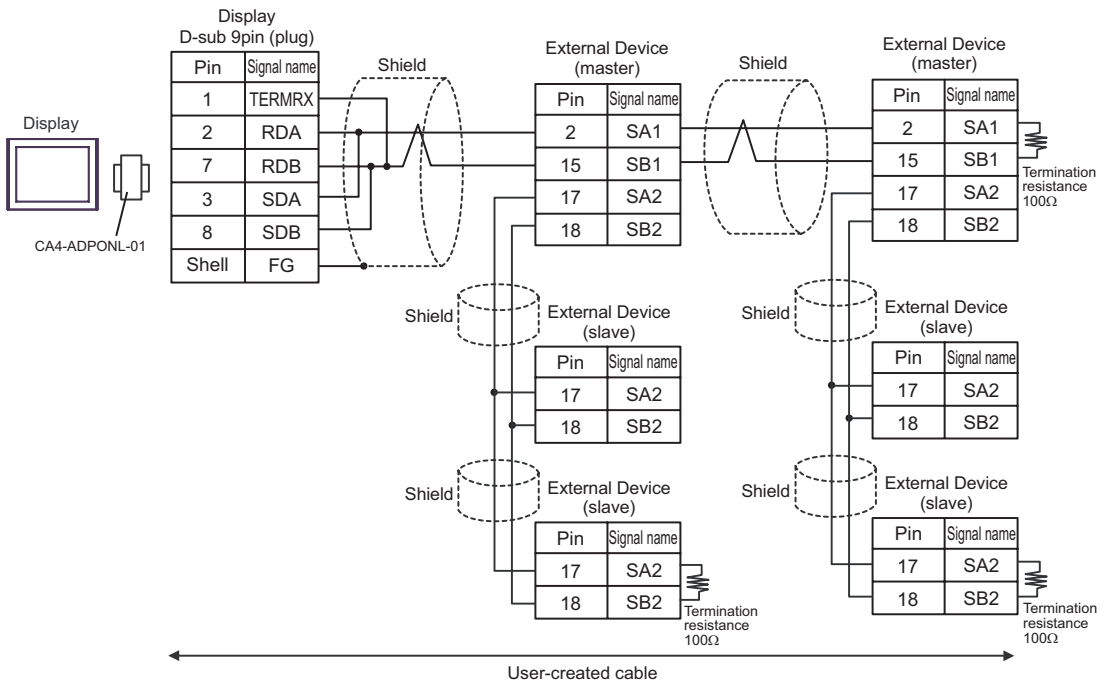 Display
CA4-ADPONL-01
Display
D-sub 9pin (plug)
Pin Signal name
1 TERMRX
2 RDA
7 RDB
3 SDA
8 SDB
Shell FG
Shield
External Device
(master)
Pin Signal name
2 SA1
15 SB1
17 SA2
18 SB2
Shield
External Device
(master)
Pin Signal name
2 SA1
15 SB1
17 SA2
18 SB2
Termination
resistance
100Ω
Shield
External Device
(slave)
Pin Signal name
17 SA2
18 SB2
Shield
External Device
(slave)
Pin Signal name
17 SA2
18 SB2
Shield
External Device
(slave)
Pin Signal name
17 SA2
18 SB2
Termination
resistance
100Ω
Shield
External Device
(slave)
Pin Signal name
17 SA2
18 SB2
Termination
resistance
100Ω
User-created cable